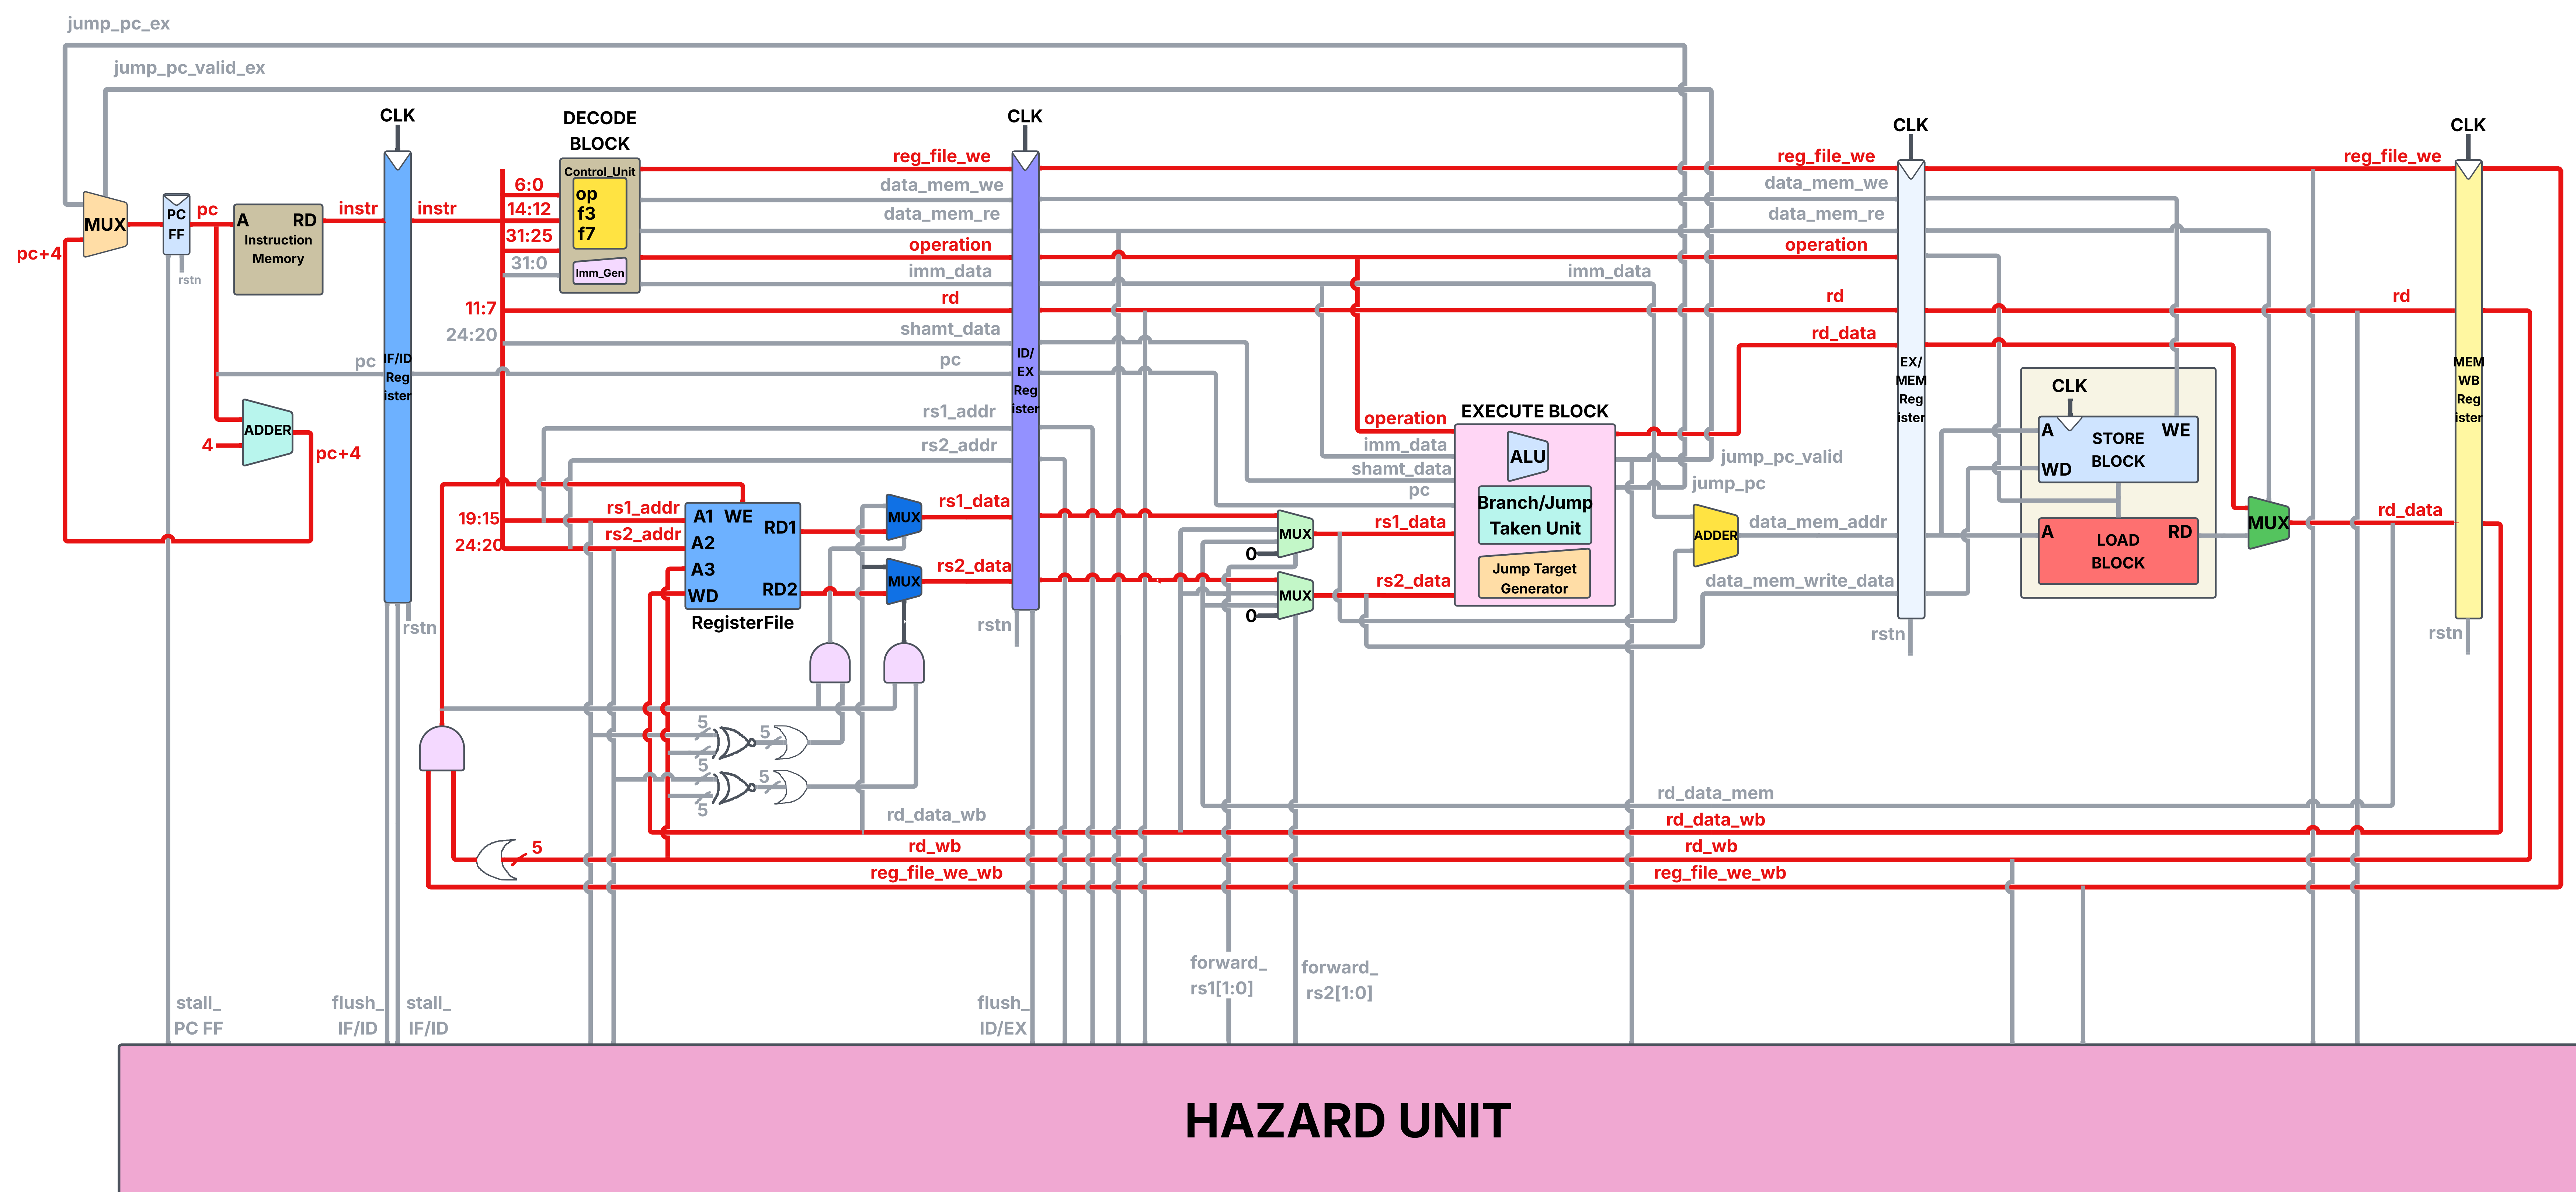 jump_pc_ex
jump_pc_valid_ex
CLK
DECODE
BLOCK
CLK
CLK
CLK
reg_file_we
reg_file_we
reg_file_we
Control_Unit
op
f3
f7
Imm_Gen
6:0
14:12
31:25
31:0
11:7
24:20
data_mem_we
data_mem_we
data_mem_re
data_mem_re
operation
operation
imm_data
imm_data
rd
rd
rd
shamt_data
pc
rs1_addr
rs2_addr
MUX
PC
FF
pc
rstn
A
RD
Instruction
Memory
instr
instr
pc+4
pc
IF/ID
Reg
ister
ADDER
4
pc+4
ID/
EX
Reg
ister
rd_data
EX/
MEM
Reg
ister
MEM
WB
Reg
ister
EXECUTE BLOCK
operation
imm_data
shamt_data
pc
ALU
Branch/Jump
Taken Unit
Jump Target
Generator
jump_pc_valid
jump_pc
CLK
A
WE
STORE
BLOCK
WD
A
RD
LOAD
BLOCK
MUX
rd_data
19:15
24:20
rs1_addr
rs2_addr
A1
WE
RD1
A2
A3
RD2
WD
RegisterFile
MUX
MUX
rs1_data
rs2_data
MUX
0
MUX
0
rs1_data
rs2_data
ADDER
data_mem_addr
data_mem_write_data
rstn
rstn
rstn
rstn
5
5
5
5
5
rd_data_wb
rd_data_mem
rd_data_wb
5
rd_wb
rd_wb
reg_file_we_wb
reg_file_we_wb
stall_
PC FF
flush_
IF/ID
stall_
IF/ID
flush_
ID/EX
forward_
rs1[1:0]
forward_
rs2[1:0]
HAZARD UNIT